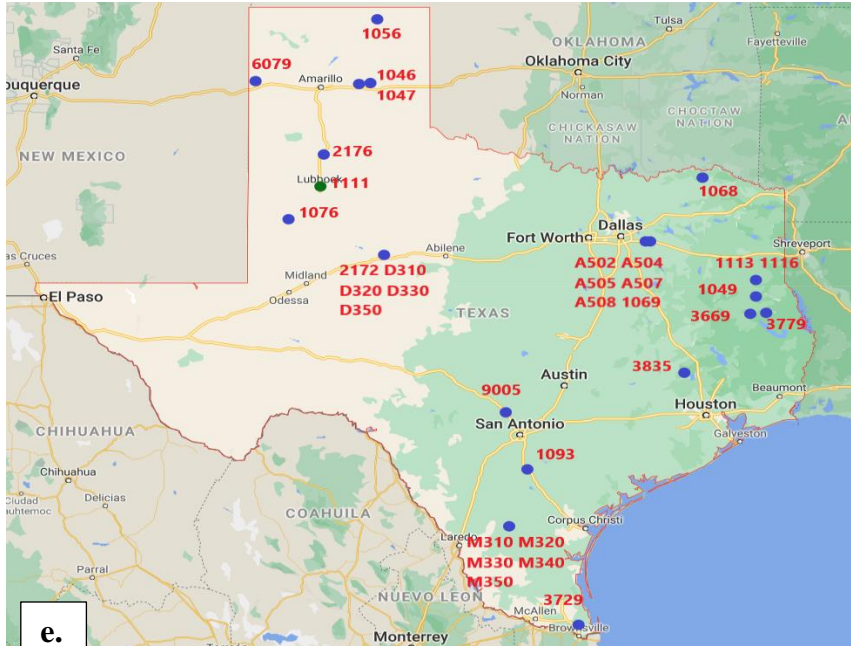 1056
OKLAHOMA
Tulsa
Fayetteville
Santa Fe
6079
Amarillo
1046
1047
Oklahoma City
Norman
buquerque
CHICKASAW
NATION
CHOCTAW
NATION
NEW MEXICO
2176
Lubbock
1111
1068
1076
Fort Worth
Dallas
Abilene
Shreveport
as Cruces
Midland
Odessa
2172 D310
D320 D330
D350
A502 A504
A505 A507
A508 1069
1113 1116
1049
El Paso
TEXAS
3669
3779
3835
Austin
9005
Beaumont
Houston
San Antonio
Galveston
CHIHUAHUA
1093
Chihuahua
Delicias
Ciudad
uauhtemoc
COAHUILA
Corpus Christi
Laredo
M310 M320
M330 M340
M350
Parral
NUEVO LEON
3729
McAllen
Brownsville
Monterrey
e.